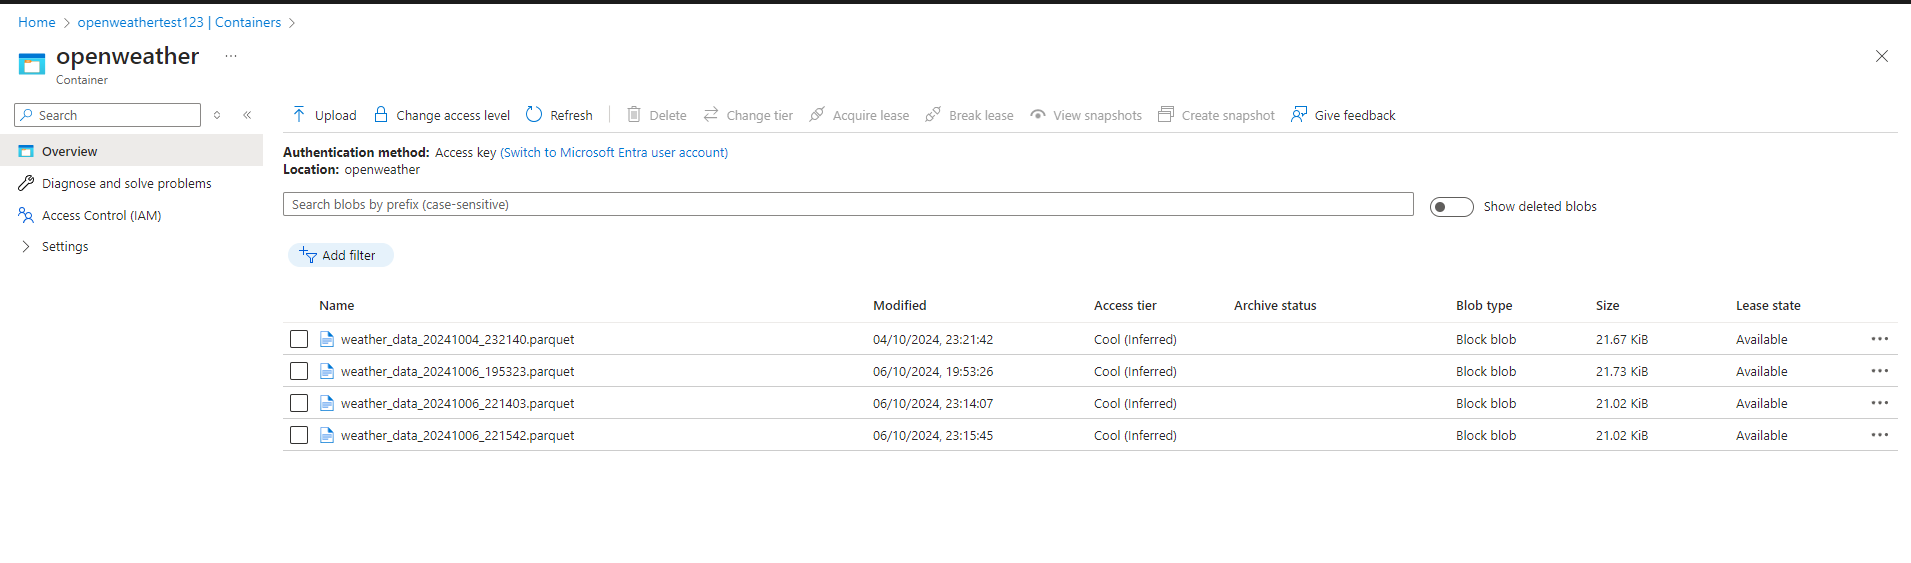 Home > openweathertest123 | Containers >
openweather ...
Container
Search
Overview
Diagnose and solve problems
Access Control (IAM)
Settings
Upload Change access level Refresh Delete Change tier Acquire lease Break lease View snapshots Create snapshot Give feedback
Authentication method: Access key (Switch to Microsoft Entra user account)
Location: openweather
Search blobs by prefix (case-sensitive)
Show deleted blobs
Add filter
Name Modified Access tier Archive status Blob type Size Lease state
weather_data_20241004_232140.parquet 04/10/2024, 23:21:42 Cool (Inferred) Block blob 21.67 KiB Available ...
weather_data_20241006_195323.parquet 06/10/2024, 19:53:26 Cool (Inferred) Block blob 21.73 KiB Available ...
weather_data_20241006_221403.parquet 06/10/2024, 23:14:07 Cool (Inferred) Block blob 21.02 KiB Available ...
weather_data_20241006_221542.parquet 06/10/2024, 23:15:45 Cool (Inferred) Block blob 21.02 KiB Available ...